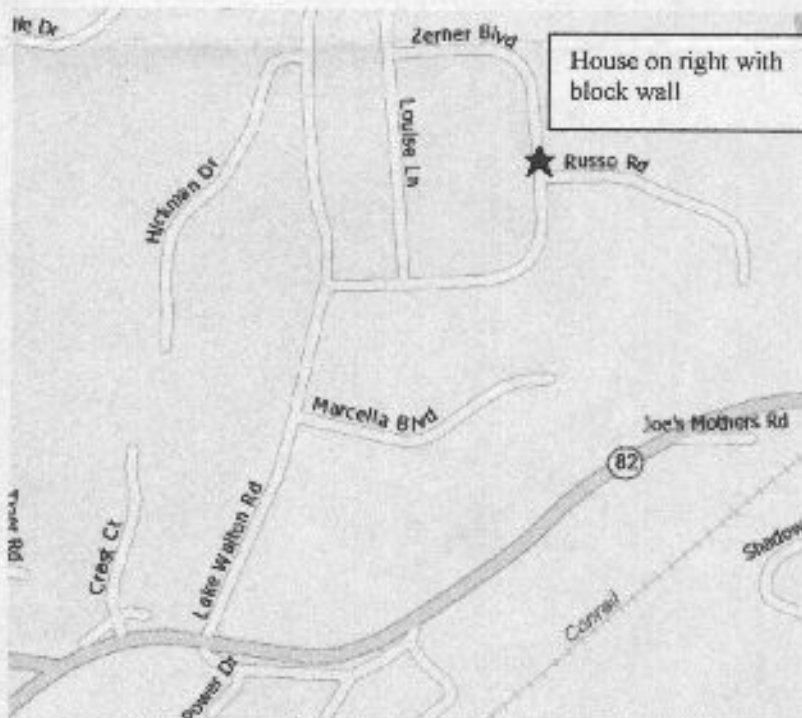 Zerner Blvd
House on right with
block wall
Louise Ln
Russo Rd
Hickman Dr
Marcella Blvd
Joe's Mothers Rd
82
Lake Walton Rd
Craig Ct
Conrail
Power Dr